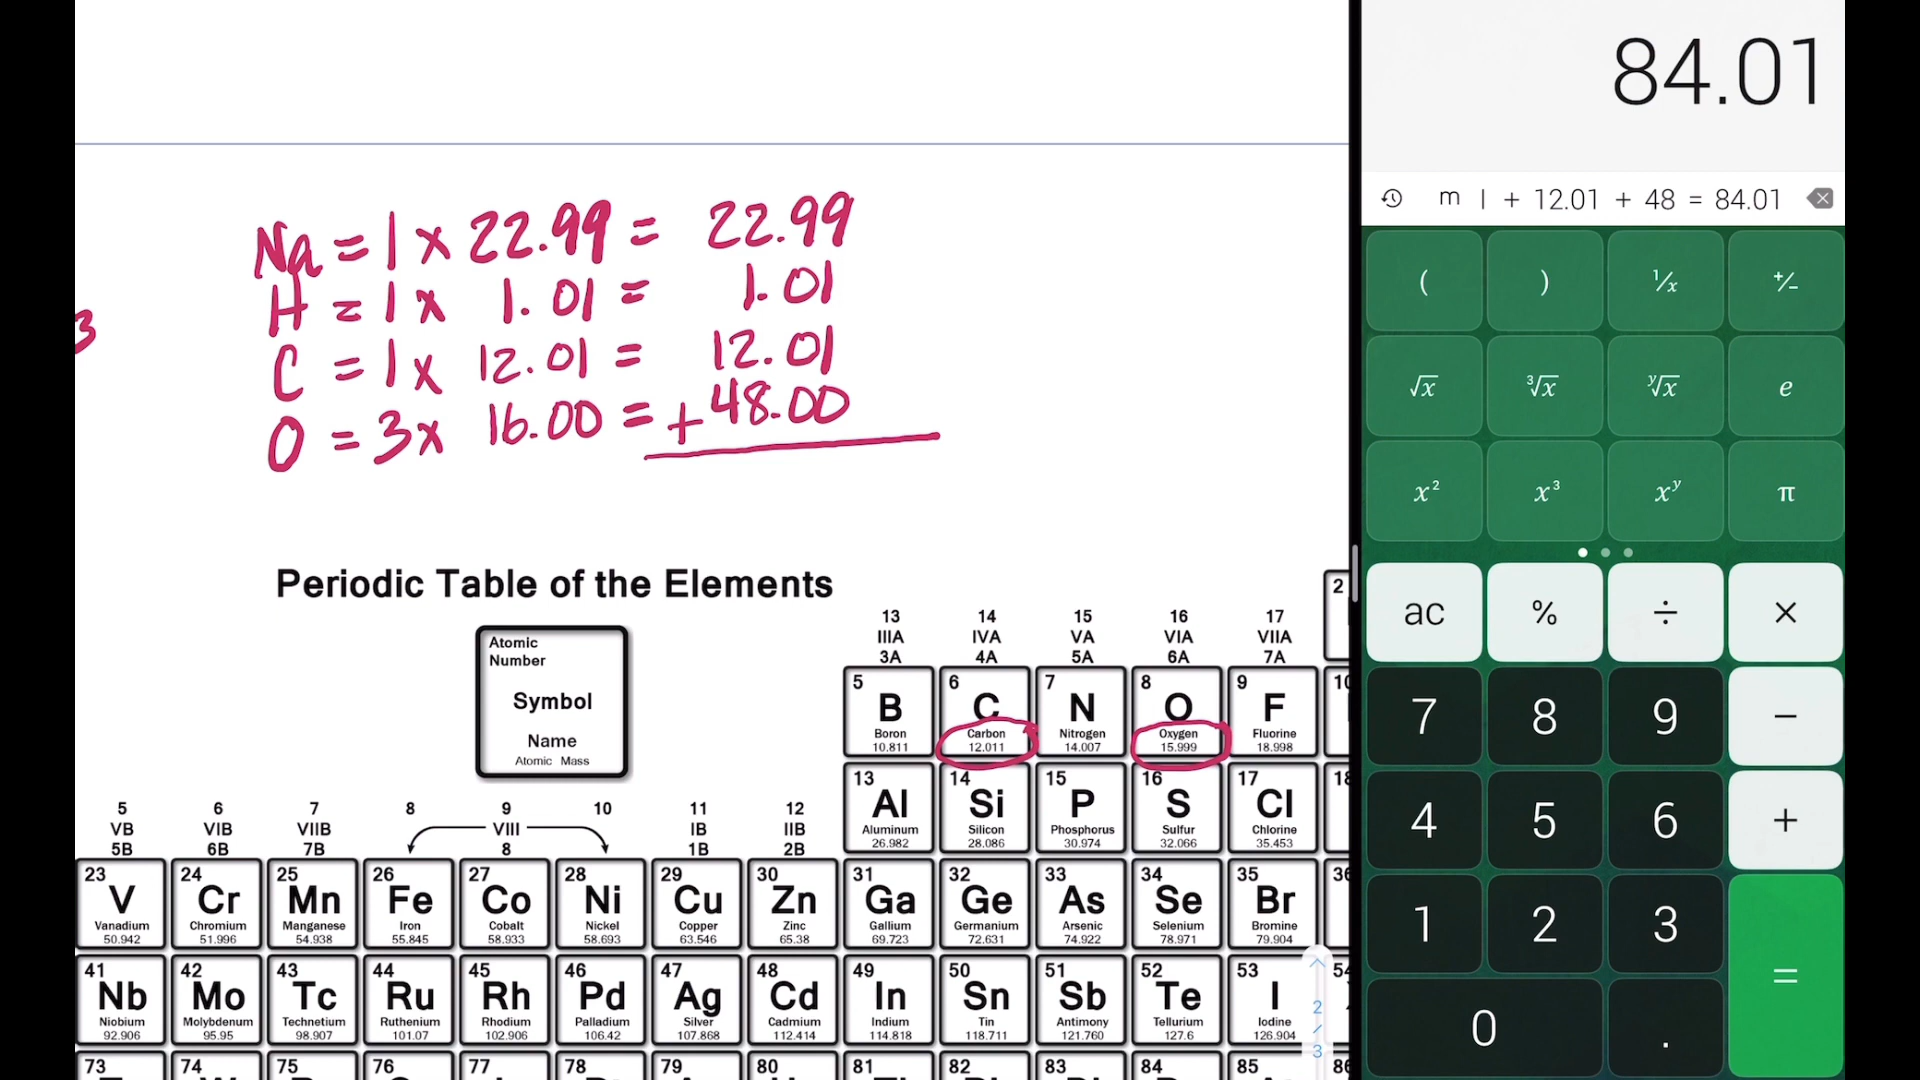 84.01
m | + 12.01 + 48 = 84.01
Na = 1 x 22.99 = 22.99
H = 1 x 1.01 = 1.01
3
C = 1 x 12.01 = 12.01
O = 3x 16.00 = + 48.00
Periodic Table of the Elements
Atomic Number
Symbol
Name
Atomic Mass
13 14 15 16 17
IIIA IVA VA VIA VIIA
3A 4A 5A 6A 7A
2
5 6 7 8 9 10
B C N O F
Boron Carbon Nitrogen Oxygen Fluorine
10.811 12.011 14.007 15.999 18.998
13 14 15 16 17 18
Al Si P S Cl
Aluminum Silicon Phosphorus Sulfur Chlorine
26.982 28.086 30.974 32.066 35.453
5 6 7 8 9 10 11 12
VB VIB VIIB VIII IB IIB
5B 6B 7B 8 1B 2B
23 24 25 26 27 28 29 30 31 32 33 34 35 36
V Cr Mn Fe Co Ni Cu Zn Ga Ge As Se Br
Vanadium Chromium Manganese Iron Cobalt Nickel Copper Zinc Gallium Germanium Arsenic Selenium Bromine
50.942 51.996 54.938 55.845 58.933 58.693 63.546 65.38 69.723 72.631 74.922 78.971 79.904
41 42 43 44 45 46 47 48 49 50 51 52 53 54
Nb Mo Tc Ru Rh Pd Ag Cd In Sn Sb Te I
Niobium Molybdenum Technetium Ruthenium Rhodium Palladium Silver Cadmium Indium Tin Antimony Tellurium Iodine
92.906 95.95 98.907 101.07 102.906 106.42 107.868 112.414 114.818 118.711 121.760 127.6 126.904
73 74 75 76 77 78 79 80 81 82 83 84 85 86
2 / 3
( ) 1/x +/-
√x ³√x ʸ√x e
x² x³ xʸ π
ac % ÷ ×
7 8 9 −
4 5 6 +
1 2 3 =
0 .